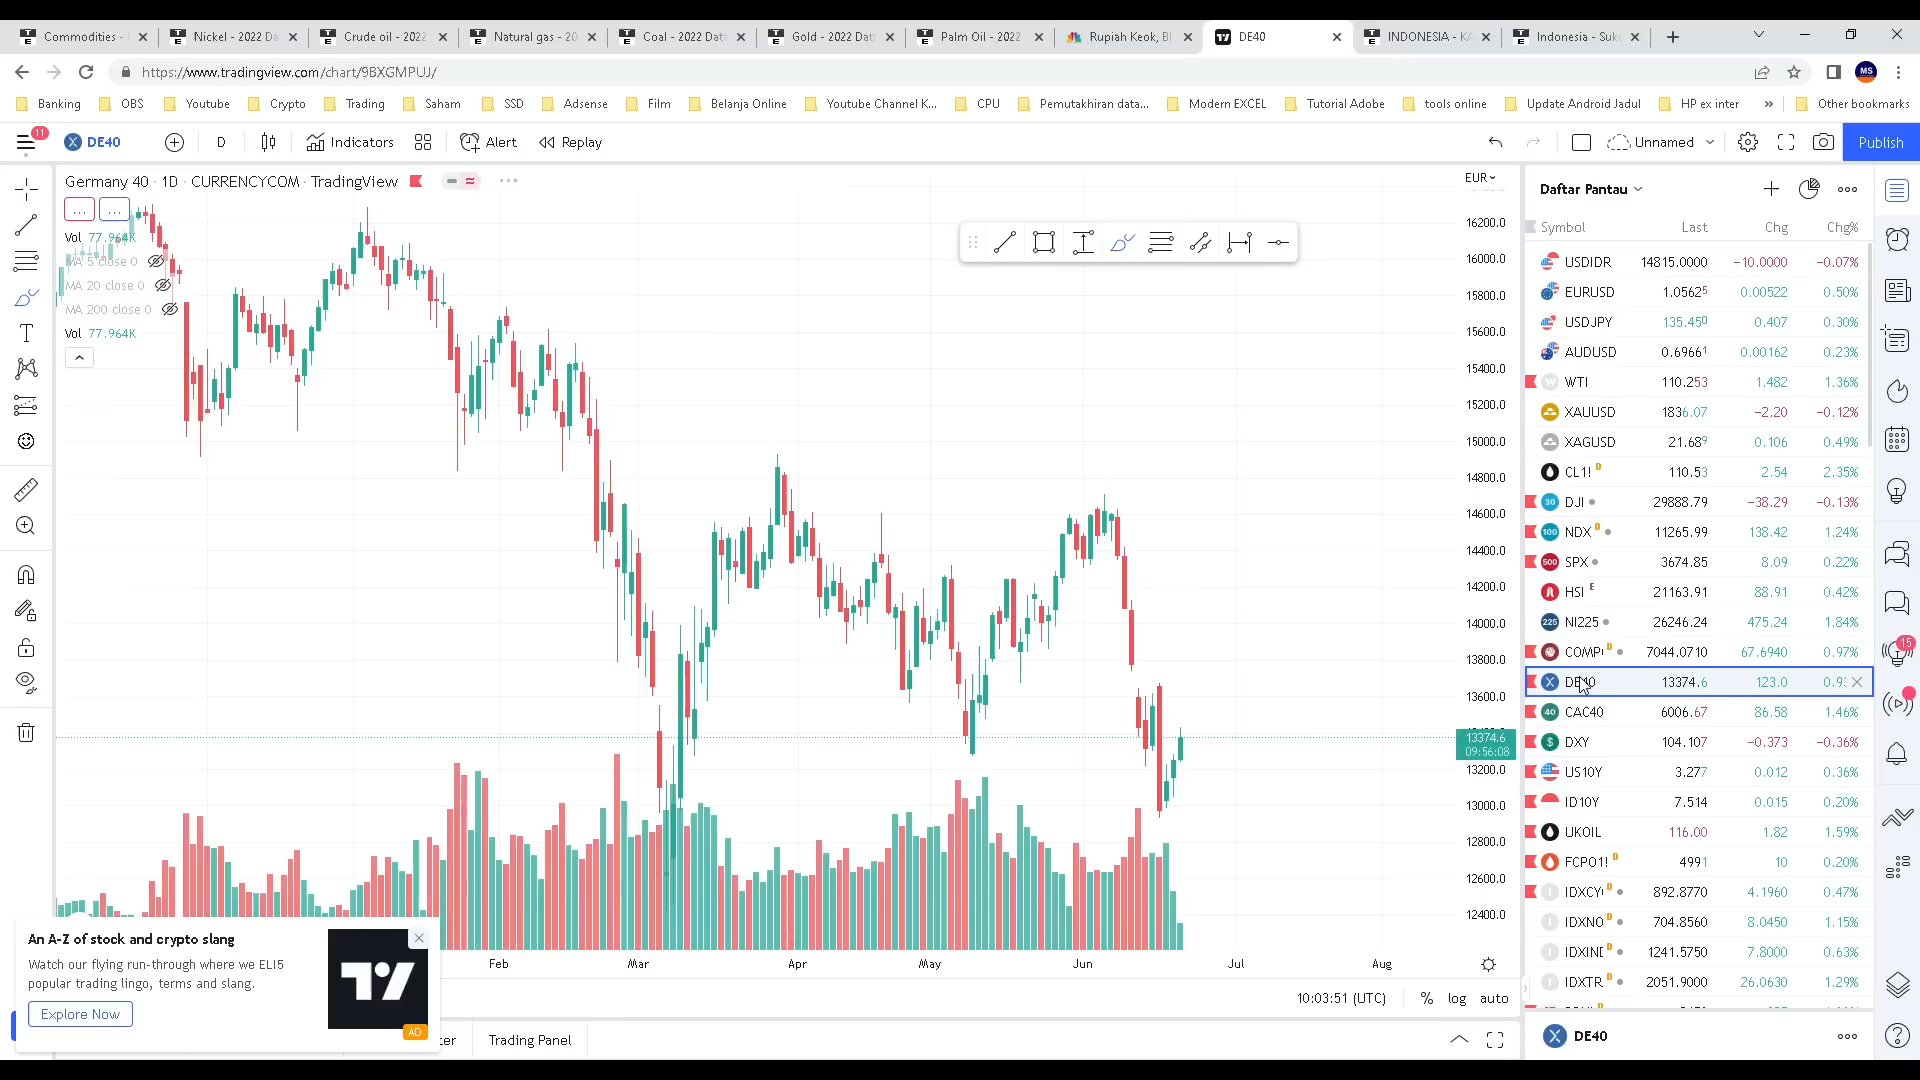 Commodities -
Nickel - 2022 Da
Crude oil - 2022
Natural gas - 20
Coal - 2022 Dat
Gold - 2022 Dat
Palm Oil - 2022
Rupiah Keok, BI
DE40
INDONESIA - KA
Indonesia - Suk
https://www.tradingview.com/chart/9BXGMPUJ/
MS
Banking
OBS
Youtube
Crypto
Trading
Saham
SSD
Adsense
Film
Belanja Online
Youtube Channel K...
CPU
Pemutakhiran data...
Modern EXCEL
Tutorial Adobe
tools online
Update Android Jadul
HP ex inter
»
Other bookmarks
11
DE40
D
Indicators
Alert
Replay
Unnamed
Publish
Germany 40 · 1D · CURRENCYCOM · TradingView
EUR
Vol 77.964K
MA 5 close 0
MA 20 close 0
MA 200 close 0
Vol 77.964K
16200.0
16000.0
15800.0
15600.0
15400.0
15200.0
15000.0
14800.0
14600.0
14400.0
14200.0
14000.0
13800.0
13600.0
13374.6
09:56:08
13200.0
13000.0
12800.0
12600.0
12400.0
Feb
Mar
Apr
May
Jun
Jul
Aug
10:03:51 (UTC)
%
log
auto
Trading Panel
An A-Z of stock and crypto slang
Watch our flying run-through where we ELI5
popular trading lingo, terms and slang.
Explore Now
AD
Daftar Pantau
Symbol Last Chg Chg%
USDIDR 14815.0000 −10.0000 −0.07%
EURUSD 1.05625 0.00522 0.50%
USDJPY 135.450 0.407 0.30%
AUDUSD 0.69661 0.00162 0.23%
WTI 110.253 1.482 1.36%
XAUUSD 1836.07 −2.20 −0.12%
XAGUSD 21.689 0.106 0.49%
CL1! D 110.53 2.54 2.35%
30 DJI 29888.79 −38.29 −0.13%
100 NDX D 11265.99 138.42 1.24%
500 SPX 3674.85 8.09 0.22%
HSI E 21163.91 88.91 0.42%
225 NI225 26246.24 475.24 1.84%
COMP D 7044.0710 67.6940 0.97%
DE40 13374.6 123.0
40 CAC40 6006.67 86.58 1.46%
$ DXY 104.107 −0.373 −0.36%
US10Y 3.277 0.012 0.36%
ID10Y 7.514 0.015 0.20%
UKOIL 116.00 1.82 1.59%
FCPO1! D 4991 10 0.20%
IDXCY D 892.8770 4.1960 0.47%
IDXNO D 704.8560 8.0450 1.15%
IDXIN D 1241.5750 7.8000 0.63%
IDXTR D 2051.9000 26.0630 1.29%
15
DE40